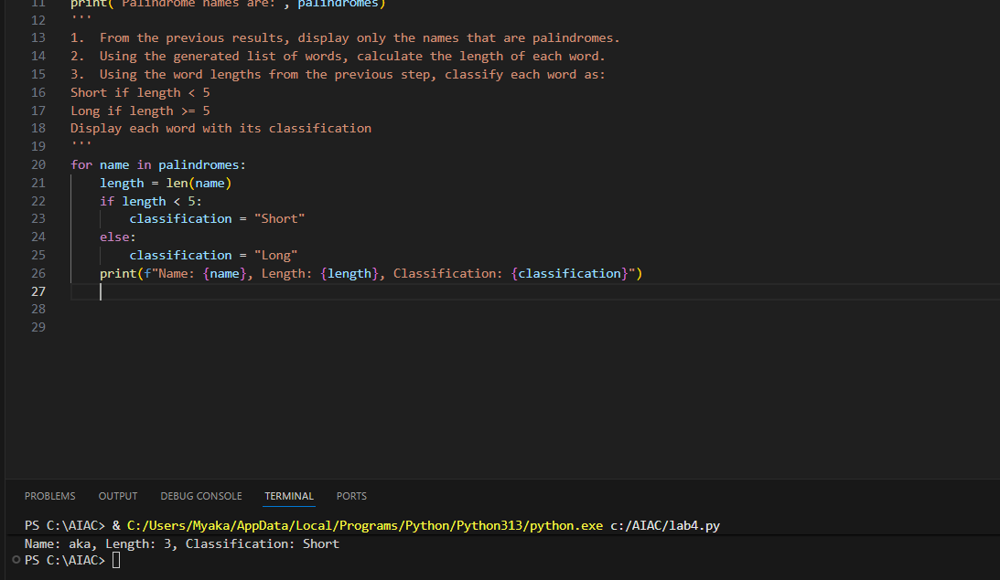 11 print("Palindrome names are:", palindromes)
12 '''
13 1.  From the previous results, display only the names that are palindromes.
14 2.  Using the generated list of words, calculate the length of each word.
15 3.  Using the word lengths from the previous step, classify each word as:
16 Short if length < 5
17 Long if length >= 5
18 Display each word with its classification
19 '''
20 for name in palindromes:
21     length = len(name)
22     if length < 5:
23         classification = "Short"
24     else:
25         classification = "Long"
26     print(f"Name: {name}, Length: {length}, Classification: {classification}")
27
28
29
PROBLEMS OUTPUT DEBUG CONSOLE TERMINAL PORTS
PS C:\AIAC> & C:/Users/Myaka/AppData/Local/Programs/Python/Python313/python.exe c:/AIAC/lab4.py
Name: aka, Length: 3, Classification: Short
PS C:\AIAC>